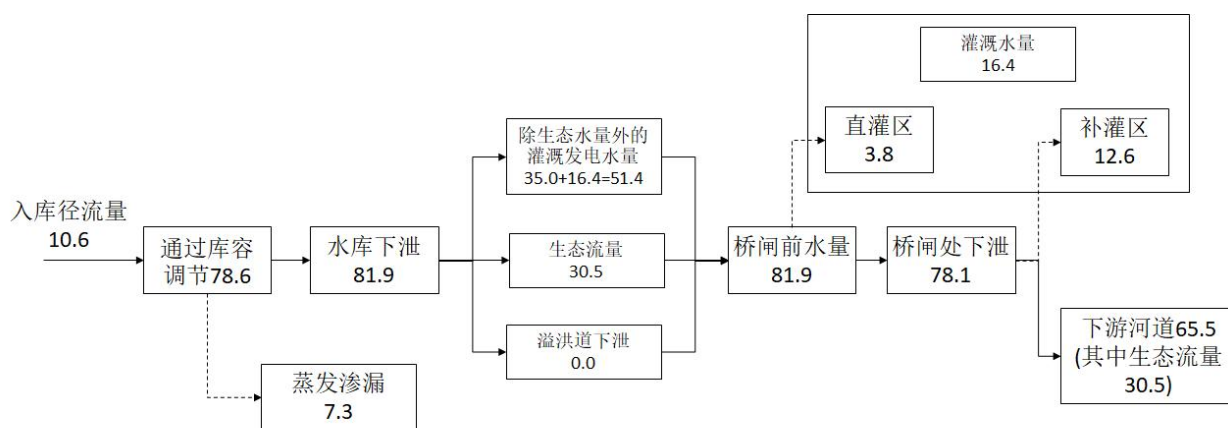 灌溉水量
16.4
直灌区
3.8
补灌区
12.6
除生态水量外的
灌溉发电水量
35.0+16.4=51.4
入库径流量
10.6
通过库容
调节78.6
水库下泄
81.9
生态流量
30.5
桥闸前水量
81.9
桥闸处下泄
78.1
溢洪道下泄
0.0
下游河道65.5
(其中生态流量
30.5)
蒸发渗漏
7.3